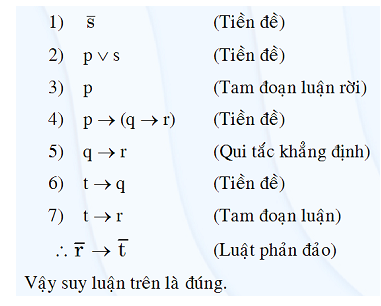 1) s̅ (Tiền đề)
2) p ∨ s (Tiền đề)
3) p (Tam đoạn luận rời)
4) p → (q → r) (Tiền đề)
5) q → r (Qui tắc khẳng định)
6) t → q (Tiền đề)
7) t → r (Tam đoạn luận)
∴ r̅ → t̅ (Luật phản đảo)
Vậy suy luận trên là đúng.